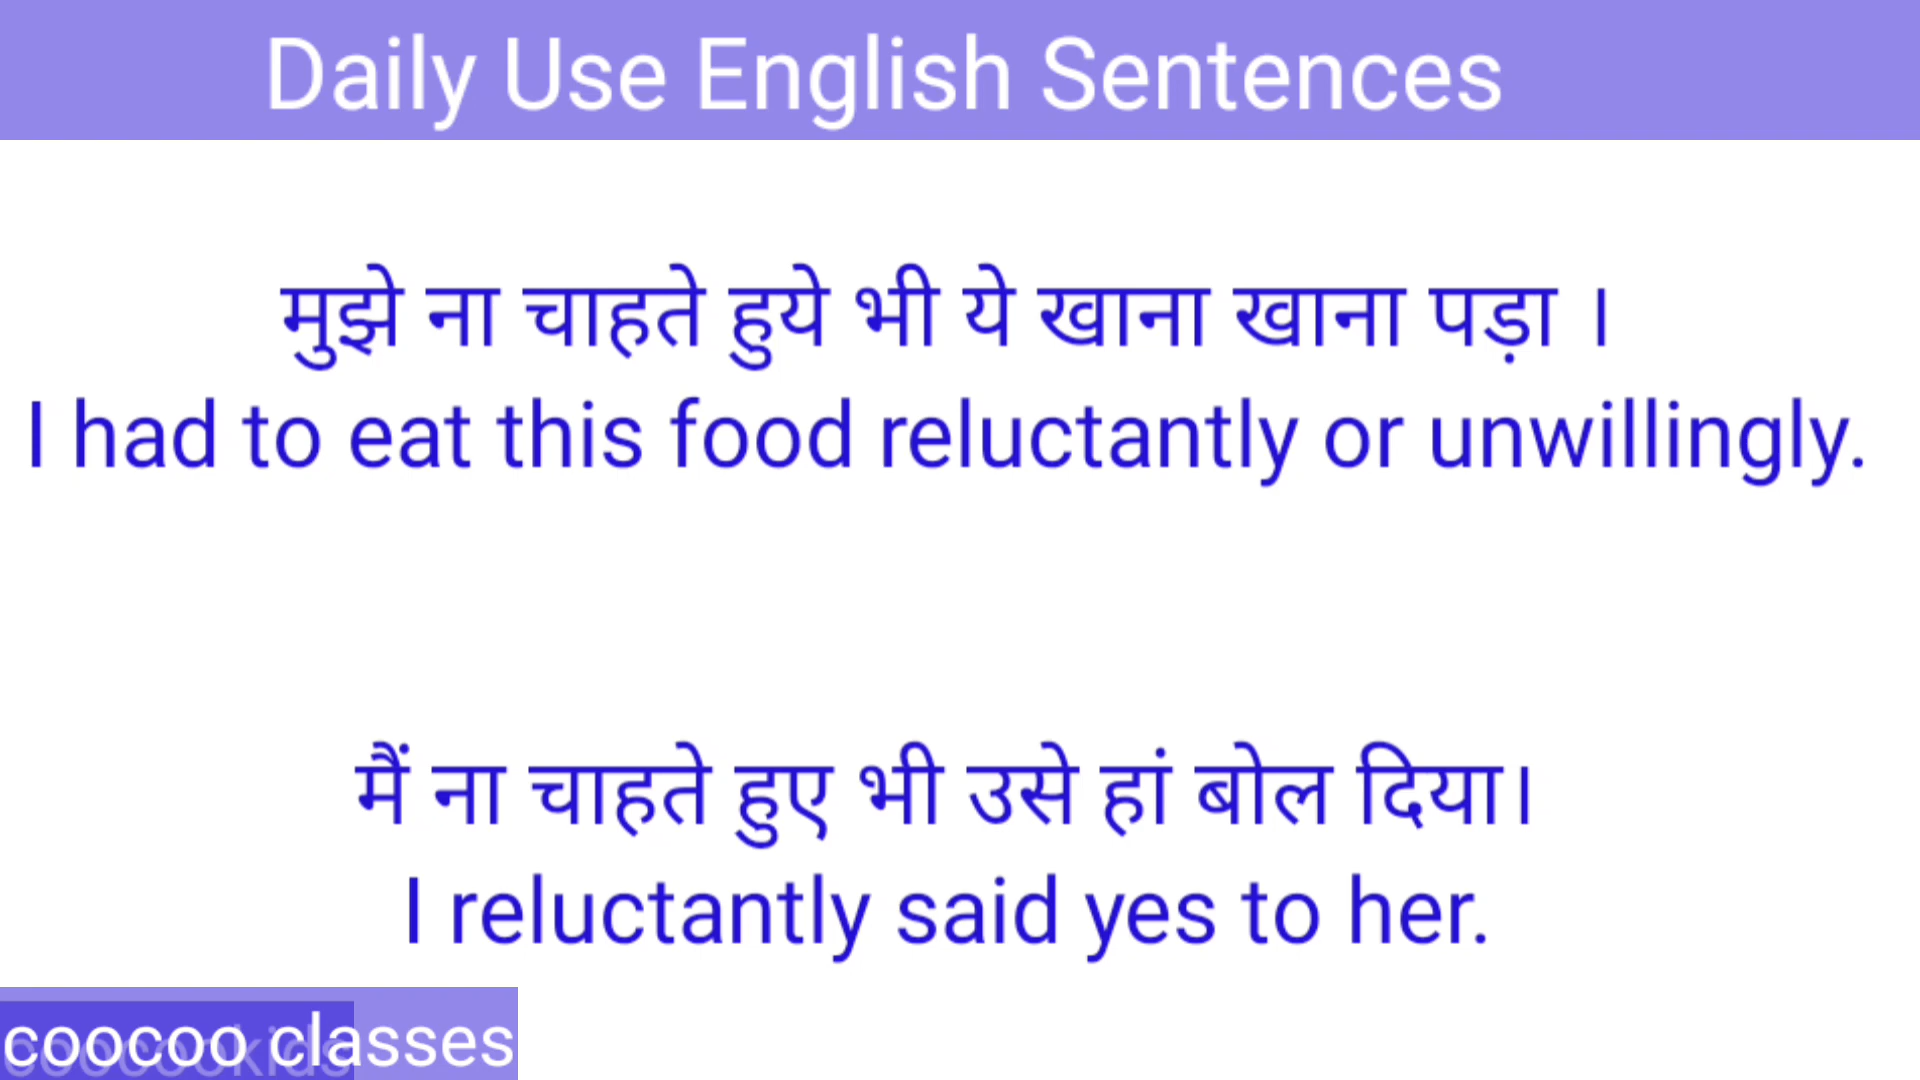 Daily Use English Sentences
मुझे ना चाहते हुये भी ये खाना खाना पड़ा ।
I had to eat this food reluctantly or unwillingly.
मैं ना चाहते हुए भी उसे हां बोल दिया।
I reluctantly said yes to her.
coocoo classes
coocookids